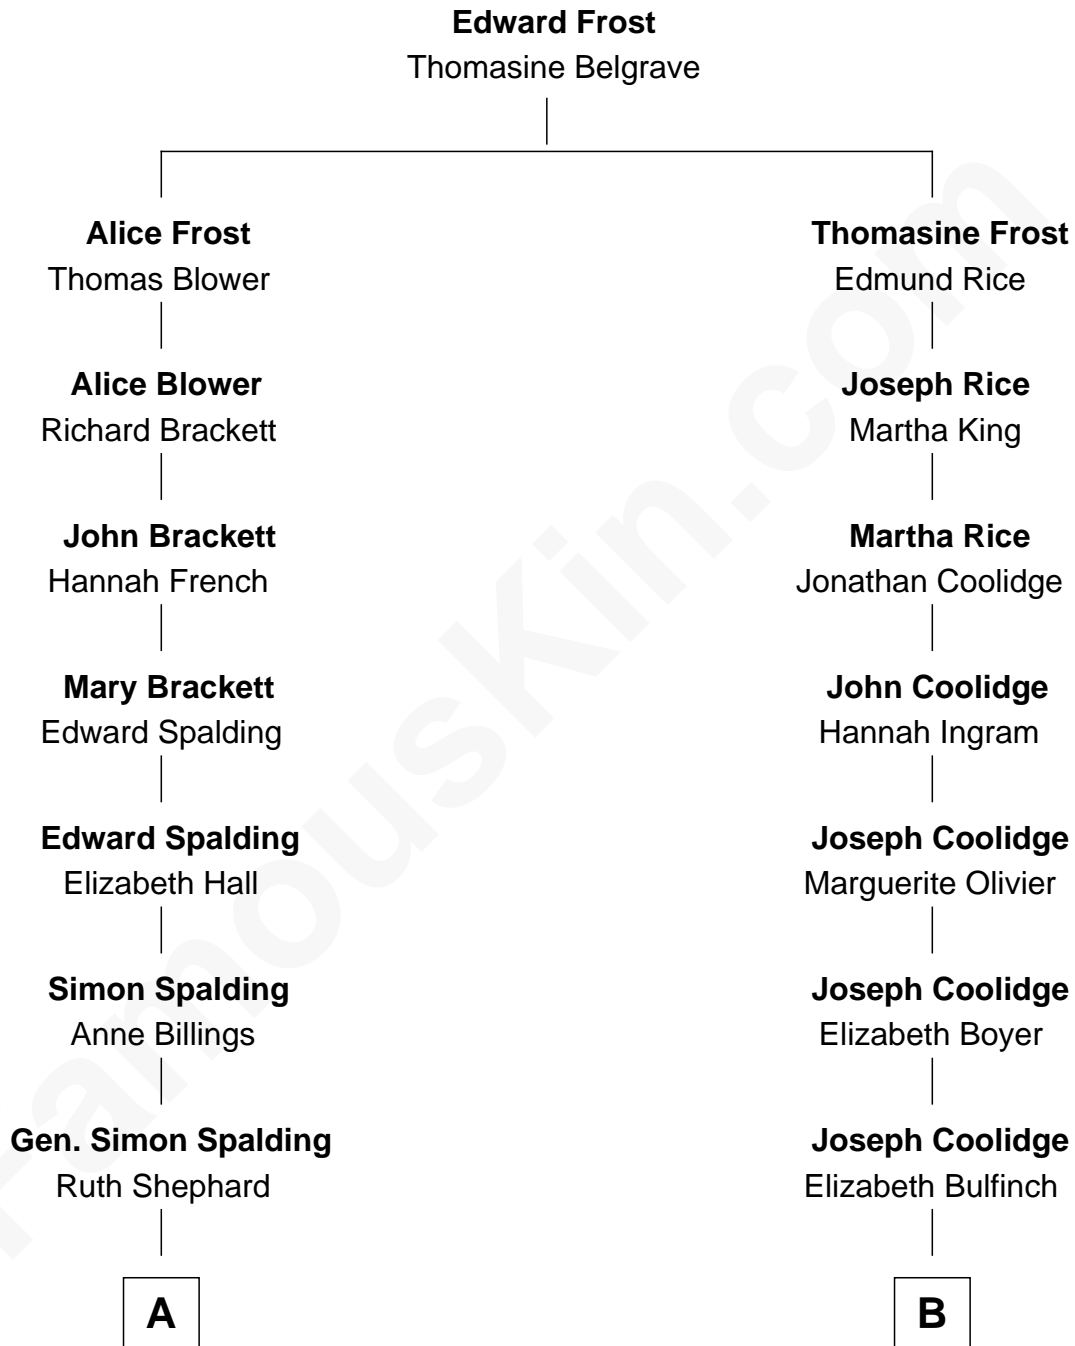 Edward Frost
Thomasine Belgrave
Alice Frost
Thomas Blower
Thomasine Frost
Edmund Rice
Alice Blower
Richard Brackett
Joseph Rice
Martha King
John Brackett
Hannah French
Martha Rice
Jonathan Coolidge
Mary Brackett
Edward Spalding
John Coolidge
Hannah Ingram
Edward Spalding
Elizabeth Hall
Joseph Coolidge
Marguerite Olivier
Simon Spalding
Anne Billings
Joseph Coolidge
Elizabeth Boyer
Gen. Simon Spalding
Ruth Shephard
Joseph Coolidge
Elizabeth Bulfinch
A
B
FamousKin.com